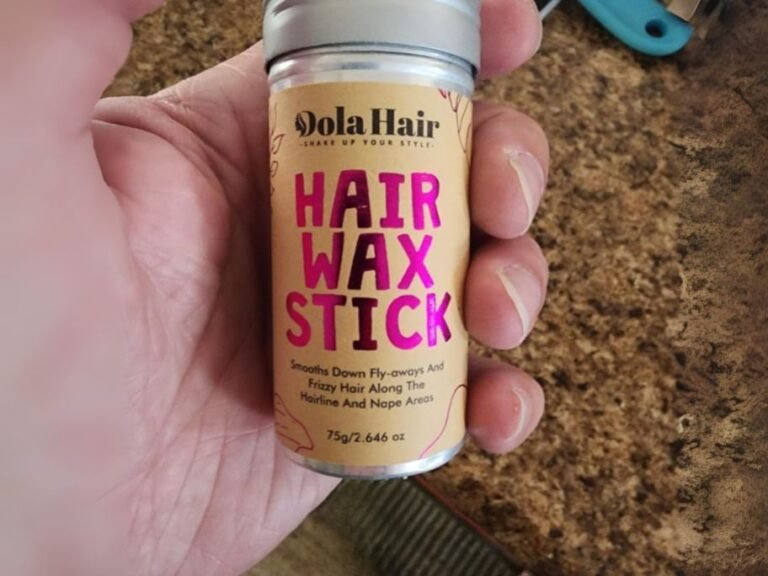 Dola Hair
-SHAKE UP YOUR STYLE-
HAIR
WAX
STICK
Smooths Down Fly-aways And
Frizzy Hair Along The
Hairline And Nape Areas
75g/2.646 oz